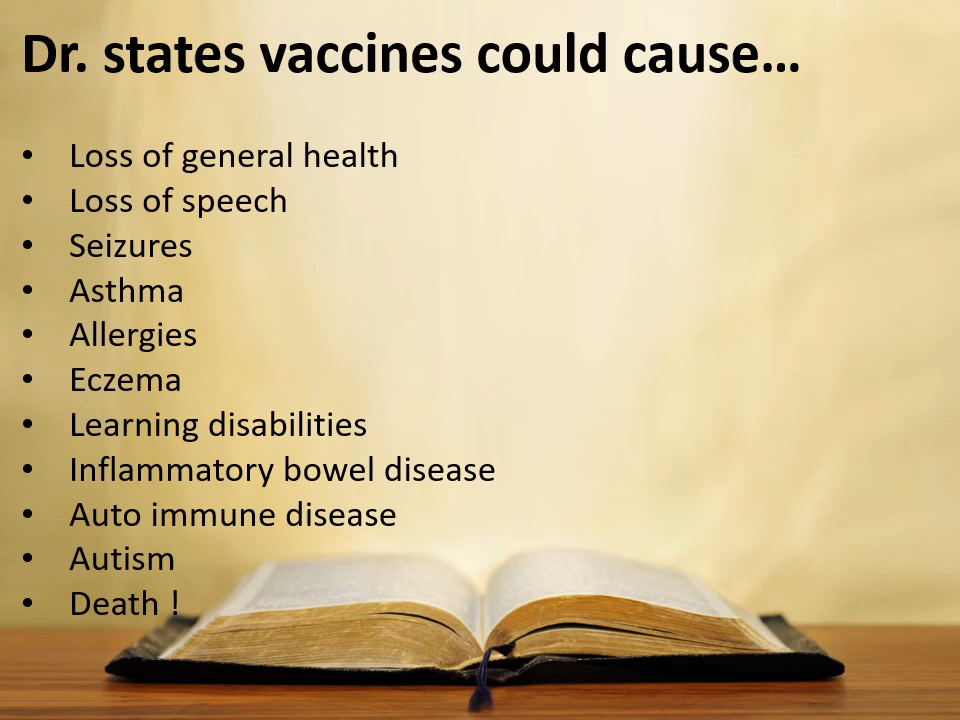 Dr. states vaccines could cause…
• Loss of general health
• Loss of speech
• Seizures
• Asthma
• Allergies
• Eczema
• Learning disabilities
• Inflammatory bowel disease
• Auto immune disease
• Autism
• Death !